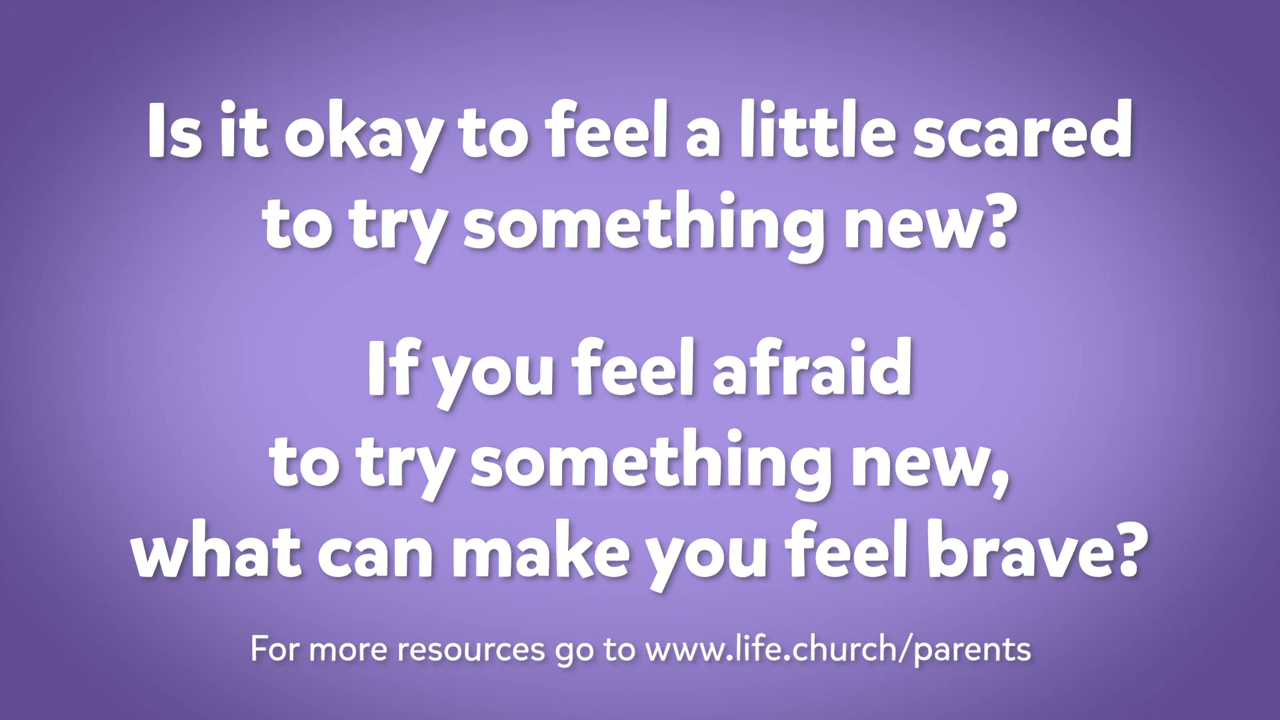 Is it okay to feel a little scared
to try something new?
If you feel afraid
to try something new,
what can make you feel brave?
For more resources go to www.life.church/parents